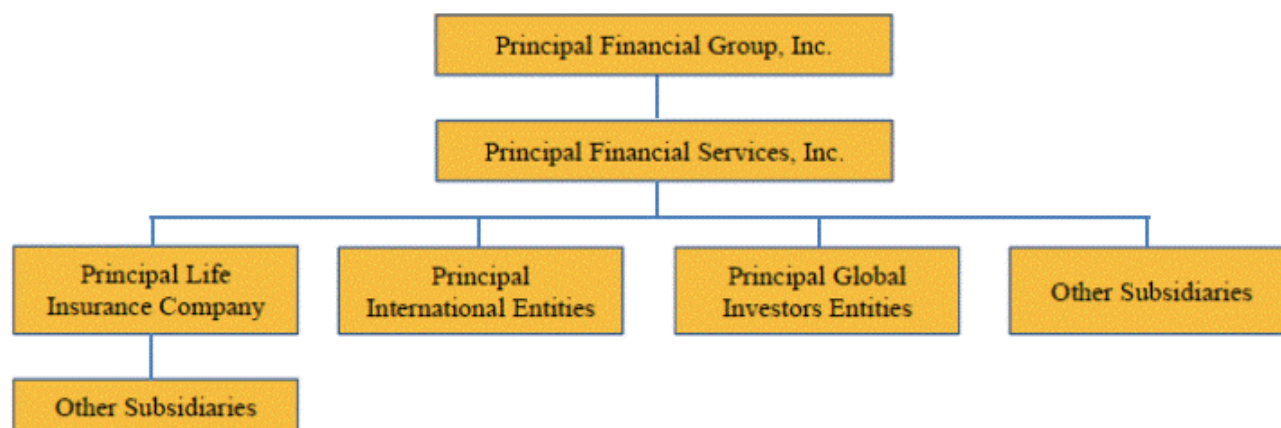 Principal Financial Group, Inc.
Principal Financial Services, Inc.
Principal Life
Insurance Company
Principal
International Entities
Principal Global
Investors Entities
Other Subsidiaries
Other Subsidiaries